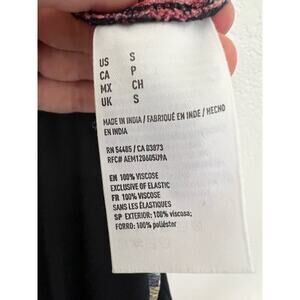 US S
CA P
MX CH
UK S
MADE IN INDIA / FABRIQUÉ EN INDE / HECHO
EN INDIA
RN 54485 / CA 03873
RFC# AEM120605U9A
EN 100% VISCOSE
EXCLUSIVE OF ELASTIC
FR 100% VISCOSE
SANS LES ÉLASTIQUES
SP EXTERIOR: 100% viscosa;
FORRO: 100% poliéster